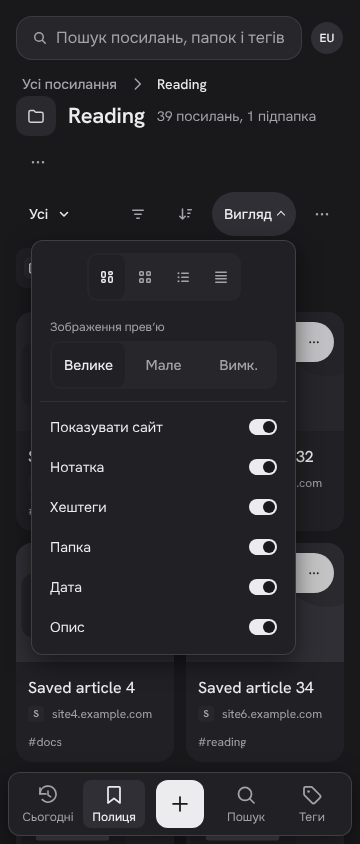 Пошук посилань, папок і тегів
EU
Усі посилання
Reading
Reading
39 посилань, 1 підпапка
Усі
Вигляд
Зображення прев’ю
Велике
Мале
Вимк.
Показувати сайт
Нотатка
32
.com
Хештеги
Папка
Дата
Опис
Saved article 4
Saved article 34
S
site4.example.com
S
site6.example.com
#docs
#reading
Сьогодні
Полиця
Пошук
Теги